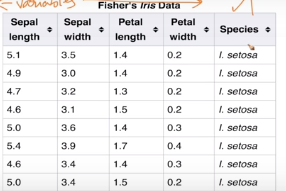 ← variables
Fisher's Iris Data
Sepal length Sepal width Petal length Petal width Species
5.1 3.5 1.4 0.2 I. setosa
4.9 3.0 1.4 0.2 I. setosa
4.7 3.2 1.3 0.2 I. setosa
4.6 3.1 1.5 0.2 I. setosa
5.0 3.6 1.4 0.3 I. setosa
5.4 3.9 1.7 0.4 I. setosa
4.6 3.4 1.4 0.3 I. setosa
5.0 3.4 1.5 0.2 I. setosa